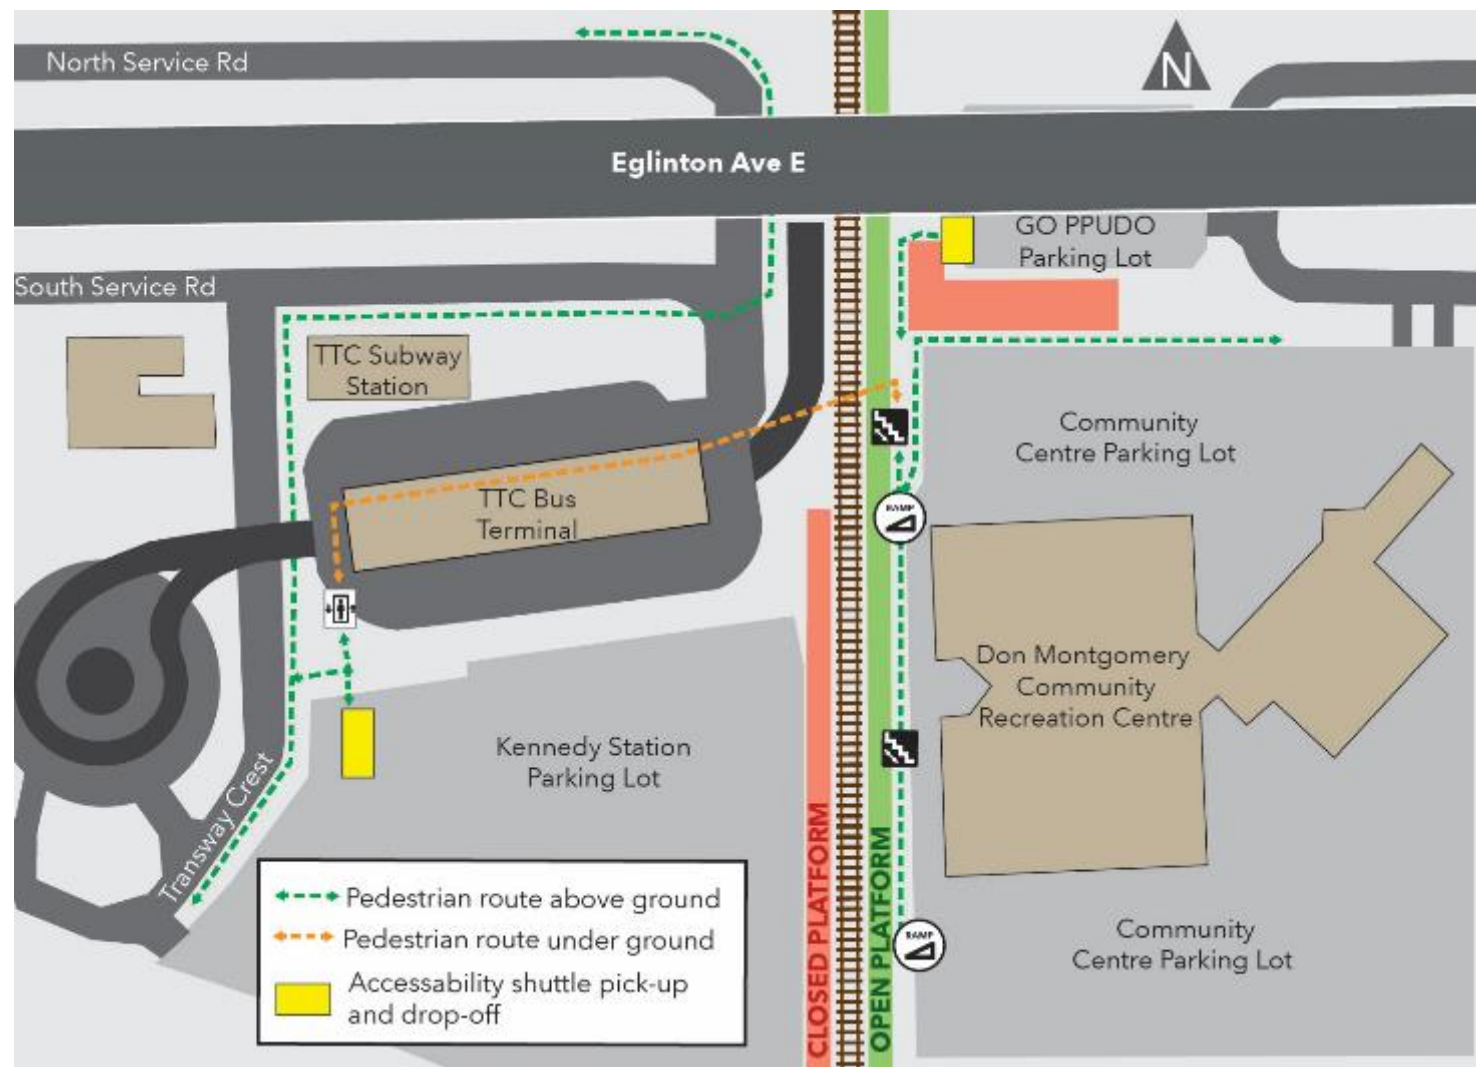 North Service Rd
N
Eglinton Ave E
GO PPUDO
Parking Lot
South Service Rd
TTC Subway
Station
Community
Centre Parking Lot
TTC Bus
Terminal
RAMP
Don Montgomery
Community
Recreation Centre
Kennedy Station
Parking Lot
Transway Crest
CLOSED PLATFORM
OPEN PLATFORM
RAMP
Community
Centre Parking Lot
Pedestrian route above ground
Pedestrian route under ground
Accessability shuttle pick-up
and drop-off